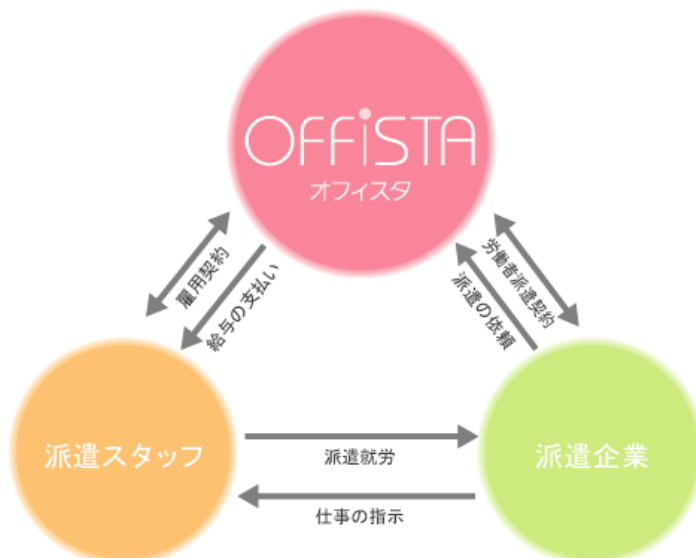 OFFiSTA
オフィスタ
雇用契約
給与の支払い
労働者派遣契約
派遣の依頼
派遣スタッフ
派遣企業
派遣就労
仕事の指示